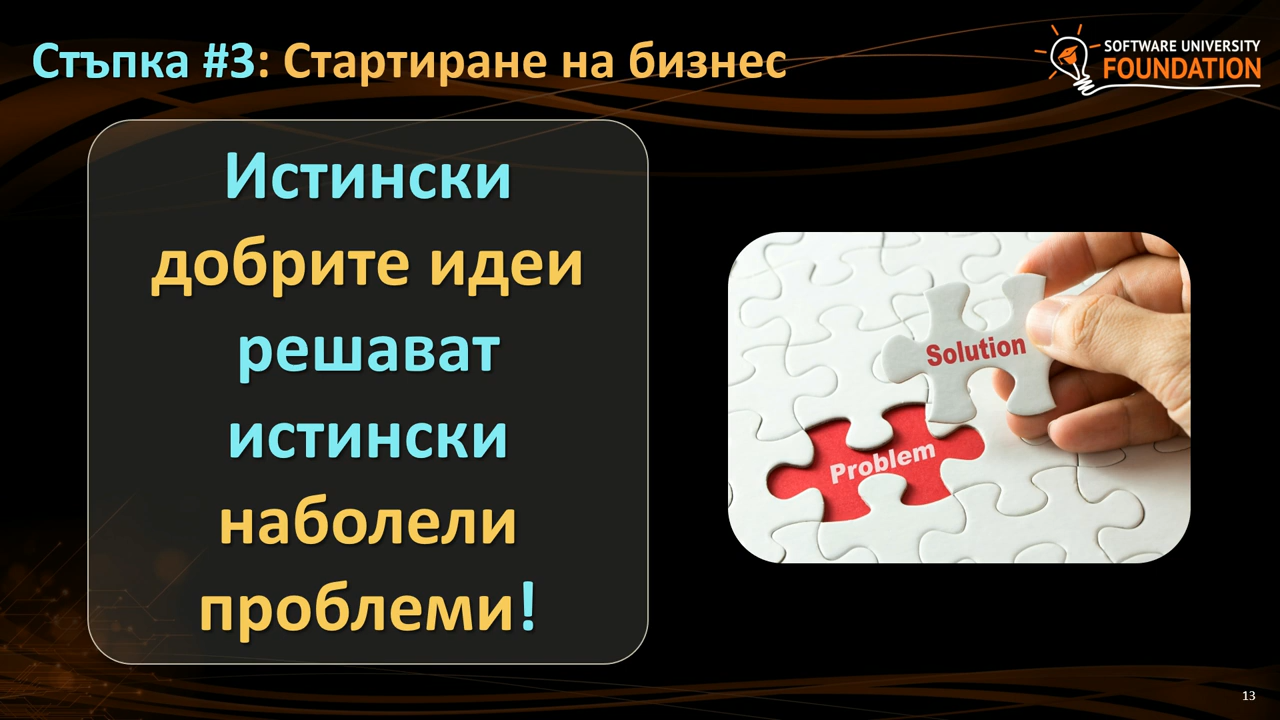 Стъпка #3: Стартиране на бизнес
SOFTWARE UNIVERSITY
FOUNDATION
Истински
добрите идеи
решават
истински
наболели
проблеми!
Solution
Problem
13